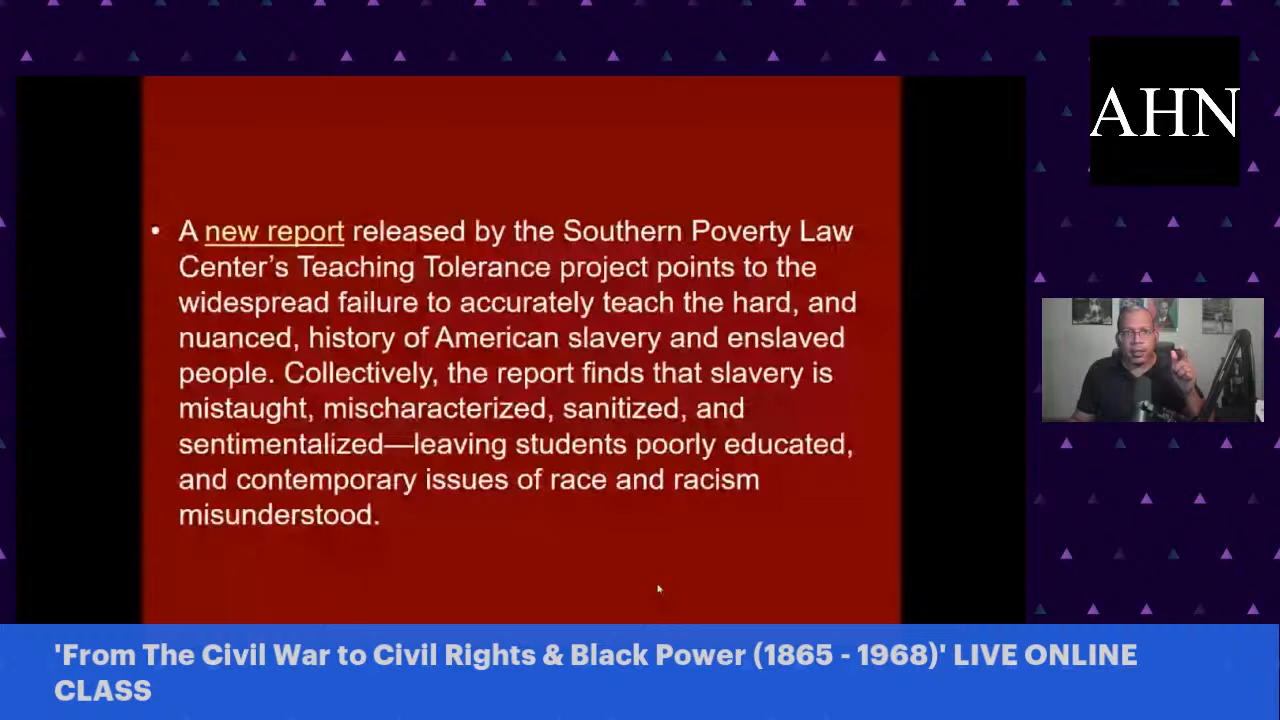 AHN
• A new report released by the Southern Poverty Law
Center’s Teaching Tolerance project points to the
widespread failure to accurately teach the hard, and
nuanced, history of American slavery and enslaved
people. Collectively, the report finds that slavery is
mistaught, mischaracterized, sanitized, and
sentimentalized—leaving students poorly educated,
and contemporary issues of race and racism
misunderstood.
'From The Civil War to Civil Rights & Black Power (1865 - 1968)' LIVE ONLINE
CLASS